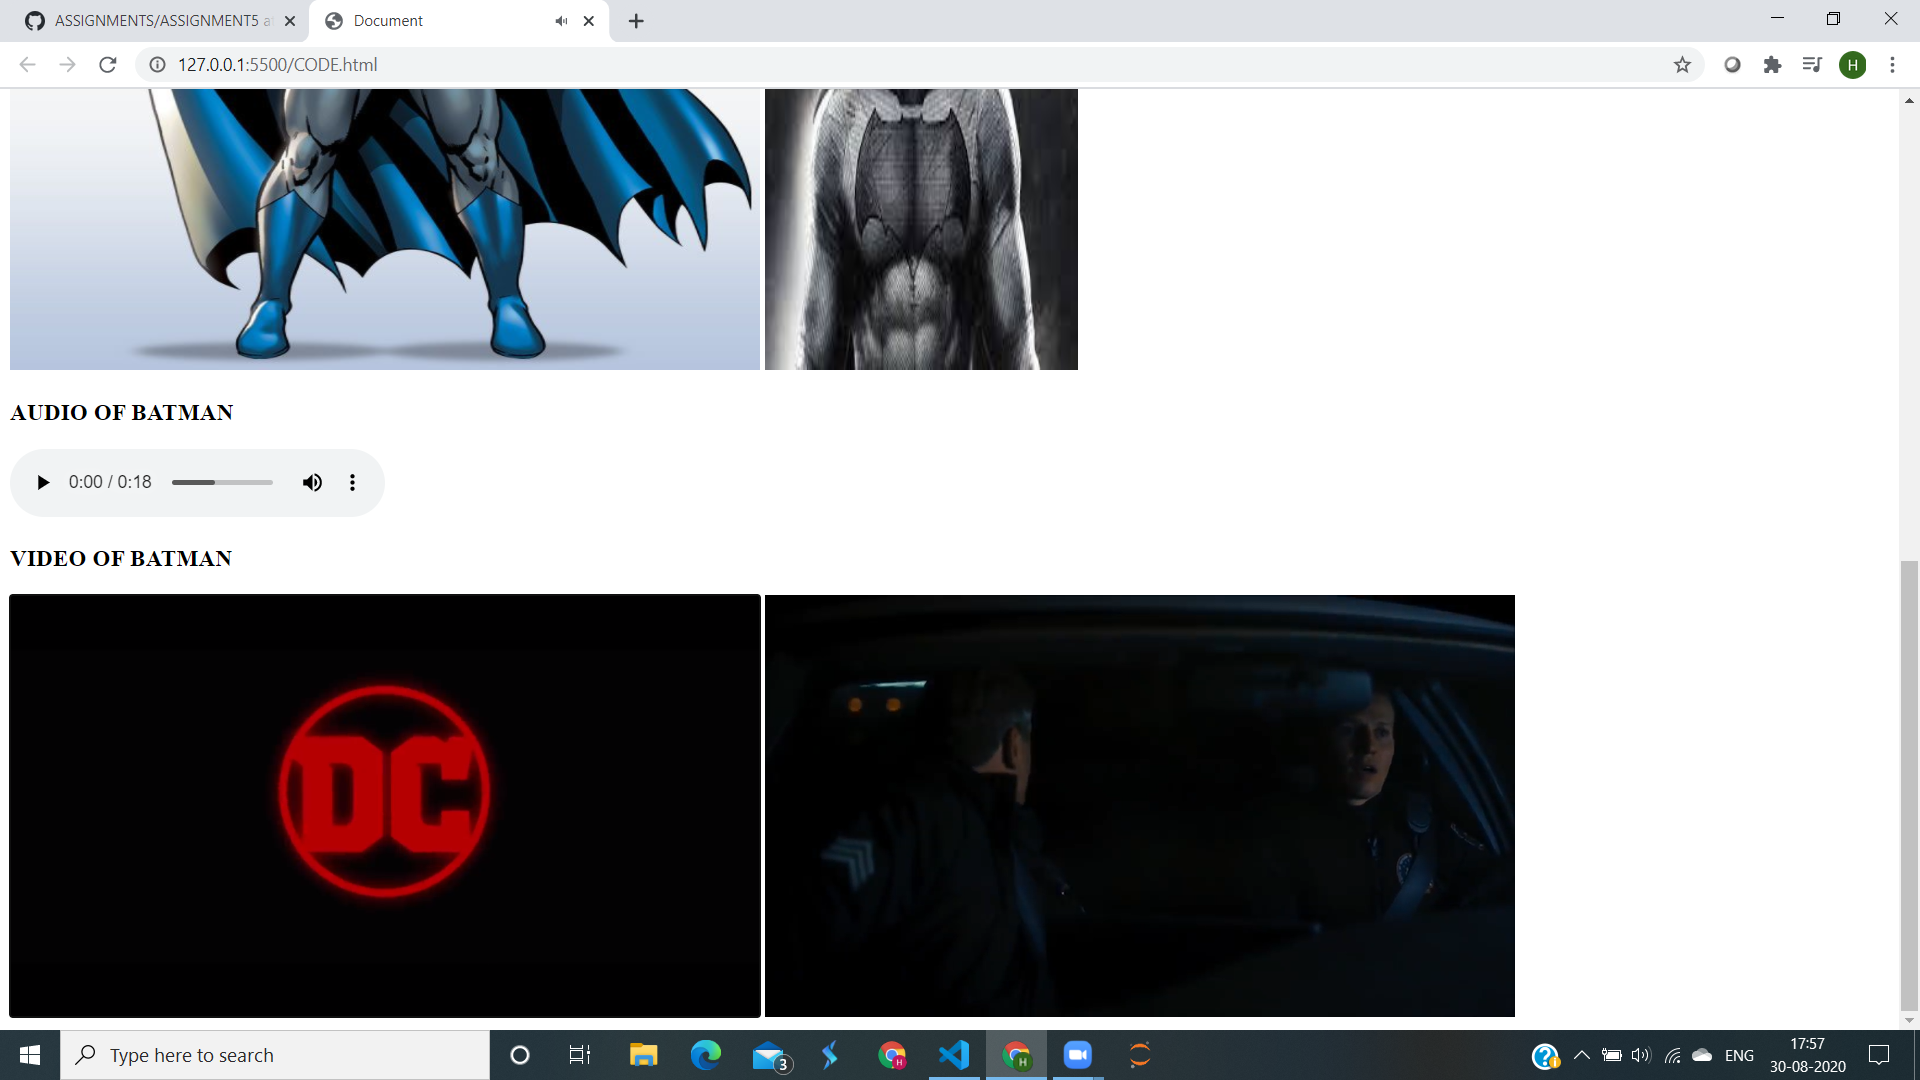 ASSIGNMENTS/ASSIGNMENT5 a
Document
127.0.0.1:5500/CODE.html
H
AUDIO OF BATMAN
0:00 / 0:18
VIDEO OF BATMAN
DC
Type here to search
3
H
H
ENG
17:57
30-08-2020